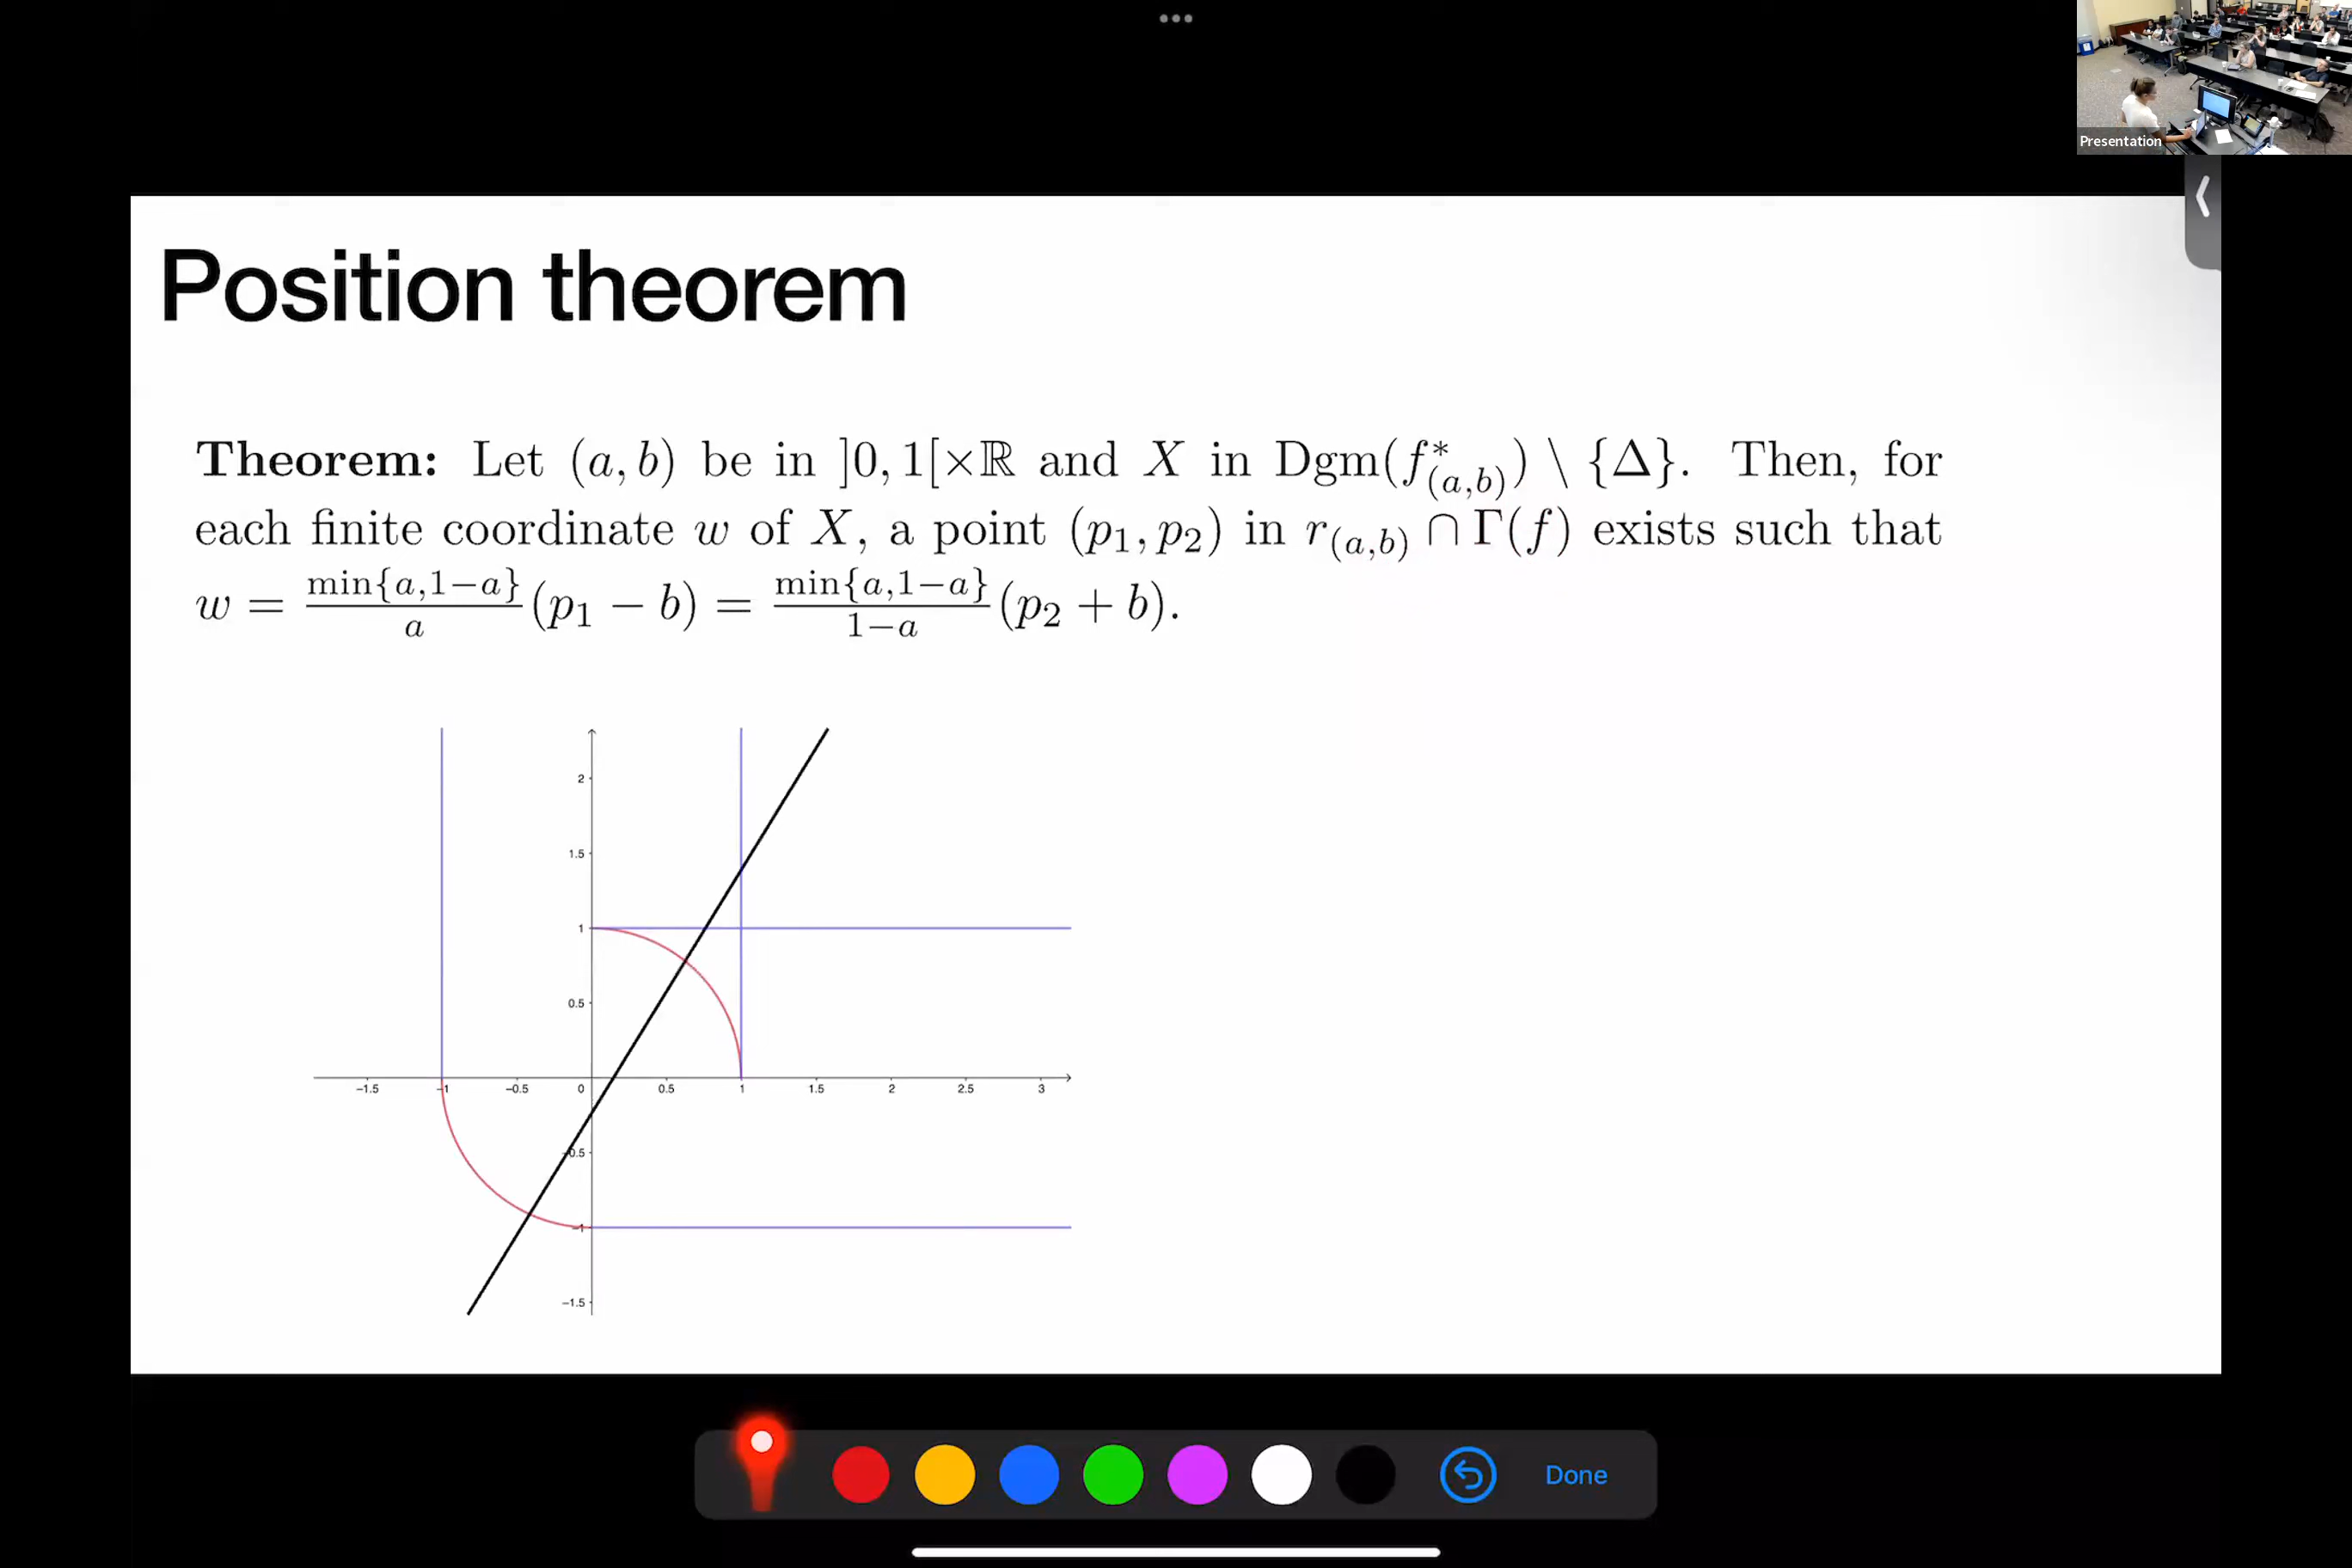 Presentation
Position theorem
Theorem: Let (a, b) be in ]0, 1[×ℝ and X in Dgm(f*₍ₐ,b₎) \ {Δ}. Then, for
each finite coordinate w of X, a point (p₁, p₂) in r₍ₐ,b₎ ∩ Γ(f) exists such that
w = min{a,1−a}/a (p₁ − b) = min{a,1−a}/1−a (p₂ + b).
2
1.5
1
0.5
−1.5 −1 −0.5 0 0.5 1 1.5 2 2.5 3
−0.5
−1
−1.5
Done